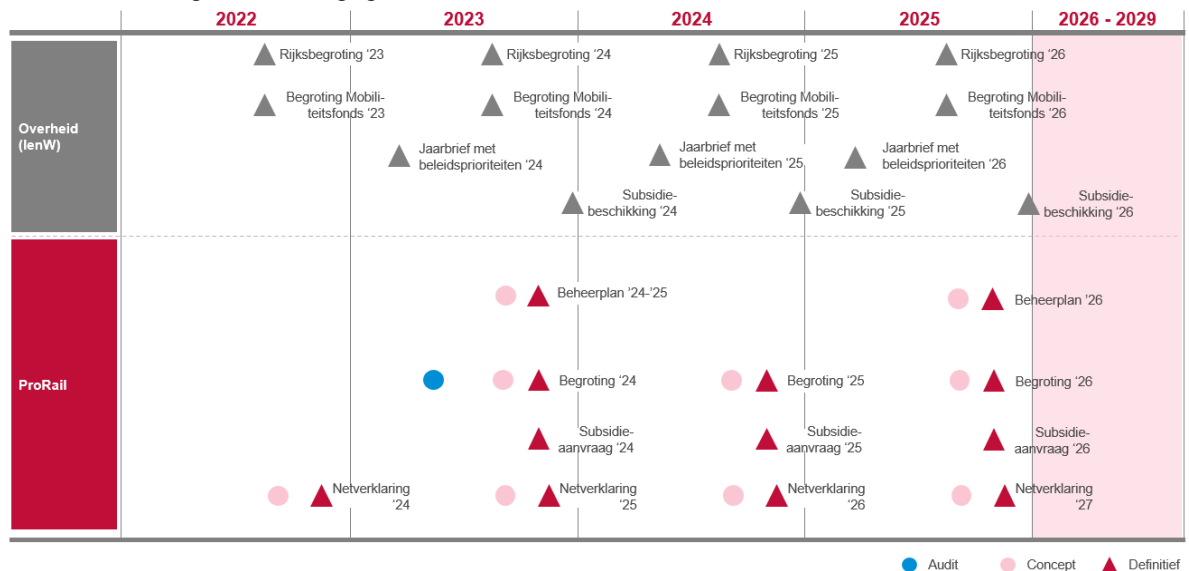 2022 2023 2024 2025 2026 - 2029
Overheid
(IenW)
Rijksbegroting '23
Rijksbegroting '24
Rijksbegroting '25
Rijksbegroting '26
Begroting Mobili-
teitsfonds '23
Begroting Mobili-
teitsfonds '24
Begroting Mobili-
teitsfonds '25
Begroting Mobili-
teitsfonds '26
Jaarbrief met
beleidsprioriteiten '24
Jaarbrief met
beleidsprioriteiten '25
Jaarbrief met
beleidsprioriteiten '26
Subsidie-
beschikking '24
Subsidie-
beschikking '25
Subsidie-
beschikking '26
ProRail
Beheerplan '24-'25
Beheerplan '26
Begroting '24
Begroting '25
Begroting '26
Subsidie-
aanvraag '24
Subsidie-
aanvraag '25
Subsidie-
aanvraag '26
Netverklaring
'24
Netverklaring
'25
Netverklaring
'26
Netverklaring
'27
Audit Concept Definitief